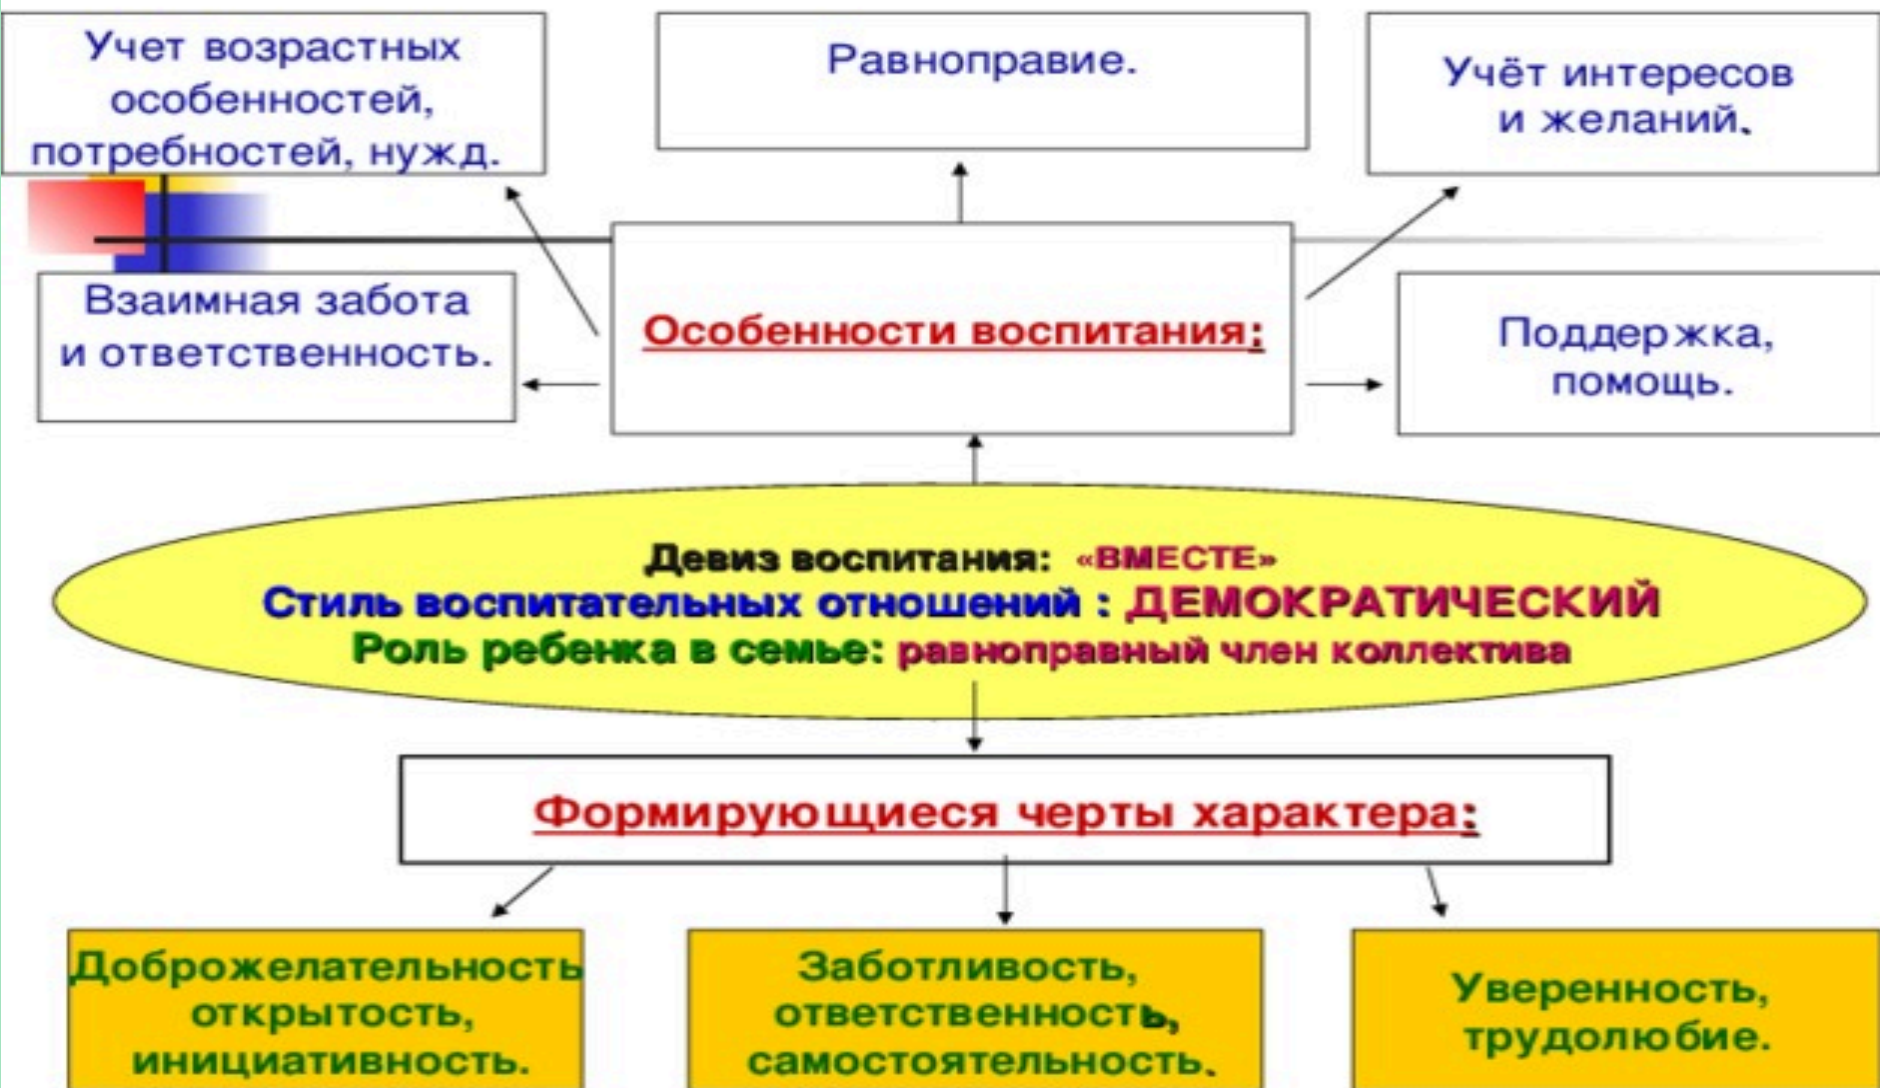 Учет возрастных
особенностей,
потребностей, нужд.
Равноправие.
Учёт интересов
и желаний.
Взаимная забота
и ответственность.
Особенности воспитания:
Поддержка,
помощь.
Девиз воспитания: «ВМЕСТЕ»
Стиль воспитательных отношений : ДЕМОКРАТИЧЕСКИЙ
Роль ребенка в семье: равноправный член коллектива
Формирующиеся черты характера:
Доброжелательность
открытость,
инициативность.
Заботливость,
ответственность,
самостоятельность.
Уверенность,
трудолюбие.